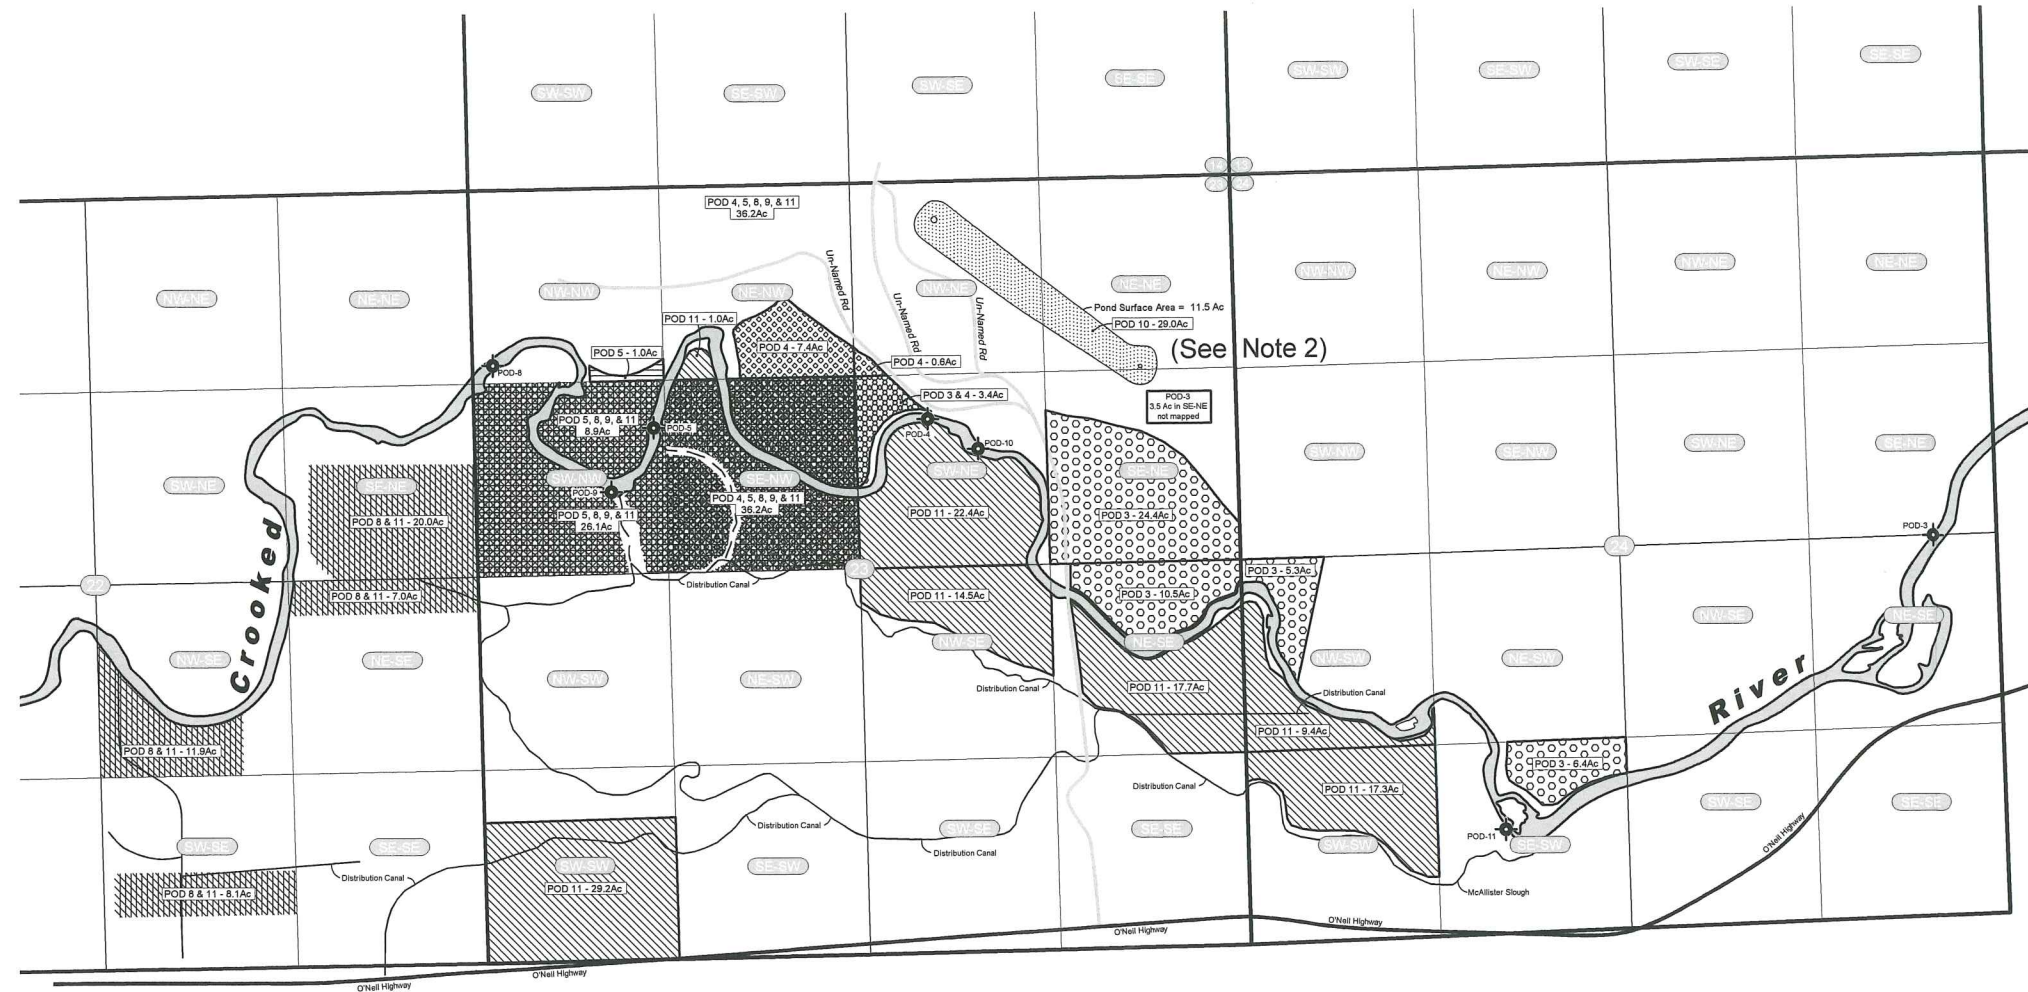 SW-SW
SE-SW
SW-SE
SE-SE
SW-SW
SE-SW
SW-SE
SE-SE
14 13
23 24
POD 4, 5, 8, 9, & 11
36.2Ac
NW-NE
NE-NE
NW-NW
NE-NW
Un-Named Rd
Un-Named Rd
NW-NE
Un-Named Rd
NE-NE
NW-NW
NE-NW
NW-NE
NE-NE
Pond Surface Area = 11.5 Ac
POD 10 - 29.0Ac
(See Note 2)
POD 11 - 1.0Ac
POD 5 - 1.0Ac
POD 4 - 7.4Ac
POD 4 - 0.6Ac
POD-8
POD 3 & 4 - 3.4Ac
POD-3
3.5 Ac in SE-NE
not mapped
POD 5, 8, 9, & 11
8.9Ac
POD-5
POD-4
POD-10
SW-NE
SE-NE
SW-NW
SE-NW
SW-NE
SE-NE
SW-NW
SE-NW
SW-NE
SE-NE
POD-9
POD 4, 5, 8, 9, & 11
36.2Ac
POD 5, 8, 9, & 11
26.1Ac
POD 8 & 11 - 20.0Ac
POD 11 - 22.4Ac
POD 3 - 24.4Ac
POD-3
Crooked
22
23
24
Distribution Canal
POD 8 & 11 - 7.0Ac
POD 11 - 14.5Ac
POD 3 - 10.5Ac
POD 3 - 5.3Ac
NW-SE
NE-SE
NW-SW
NE-SW
NW-SE
NE-SE
NW-SW
NE-SW
NW-SE
NE-SE
Distribution Canal
POD 11 - 17.7Ac
Distribution Canal
River
POD 11 - 9.4Ac
POD 8 & 11 - 11.9Ac
POD 3 - 6.4Ac
Distribution Canal
POD 11 - 17.3Ac
SW-SE
SE-SE
Distribution Canal
SW-SE
SE-SE
POD-11
SW-SW
SE-SW
SW-SE
SE-SE
Distribution Canal
O'Neil Highway
SW-SW
SE-SW
POD 11 - 29.2Ac
Distribution Canal
POD 8 & 11 - 8.1Ac
McAllister Slough
O'Neil Highway
O'Neil Highway
O'Neil Highway
O'Neil Highway